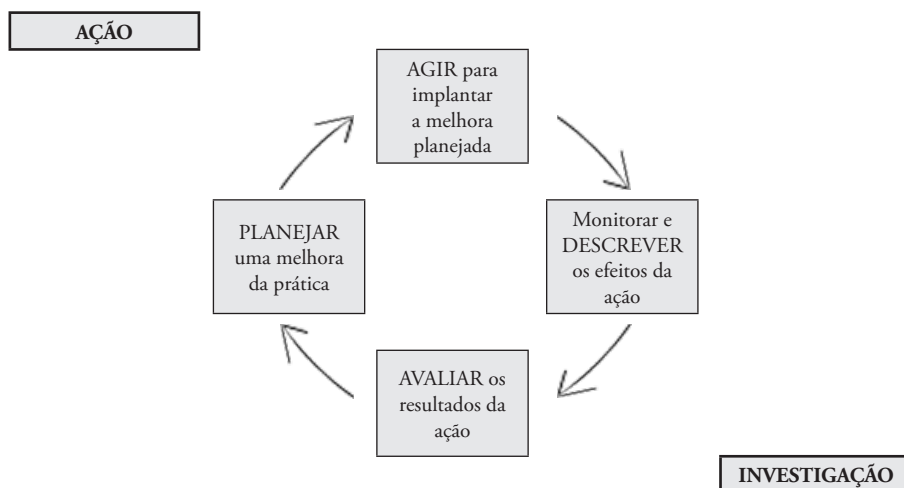 AÇÃO
AGIR para
implantar
a melhora
planejada
Monitorar e
DESCREVER
os efeitos da
ação
AVALIAR os
resultados da
ação
PLANEJAR
uma melhora
da prática
INVESTIGAÇÃO